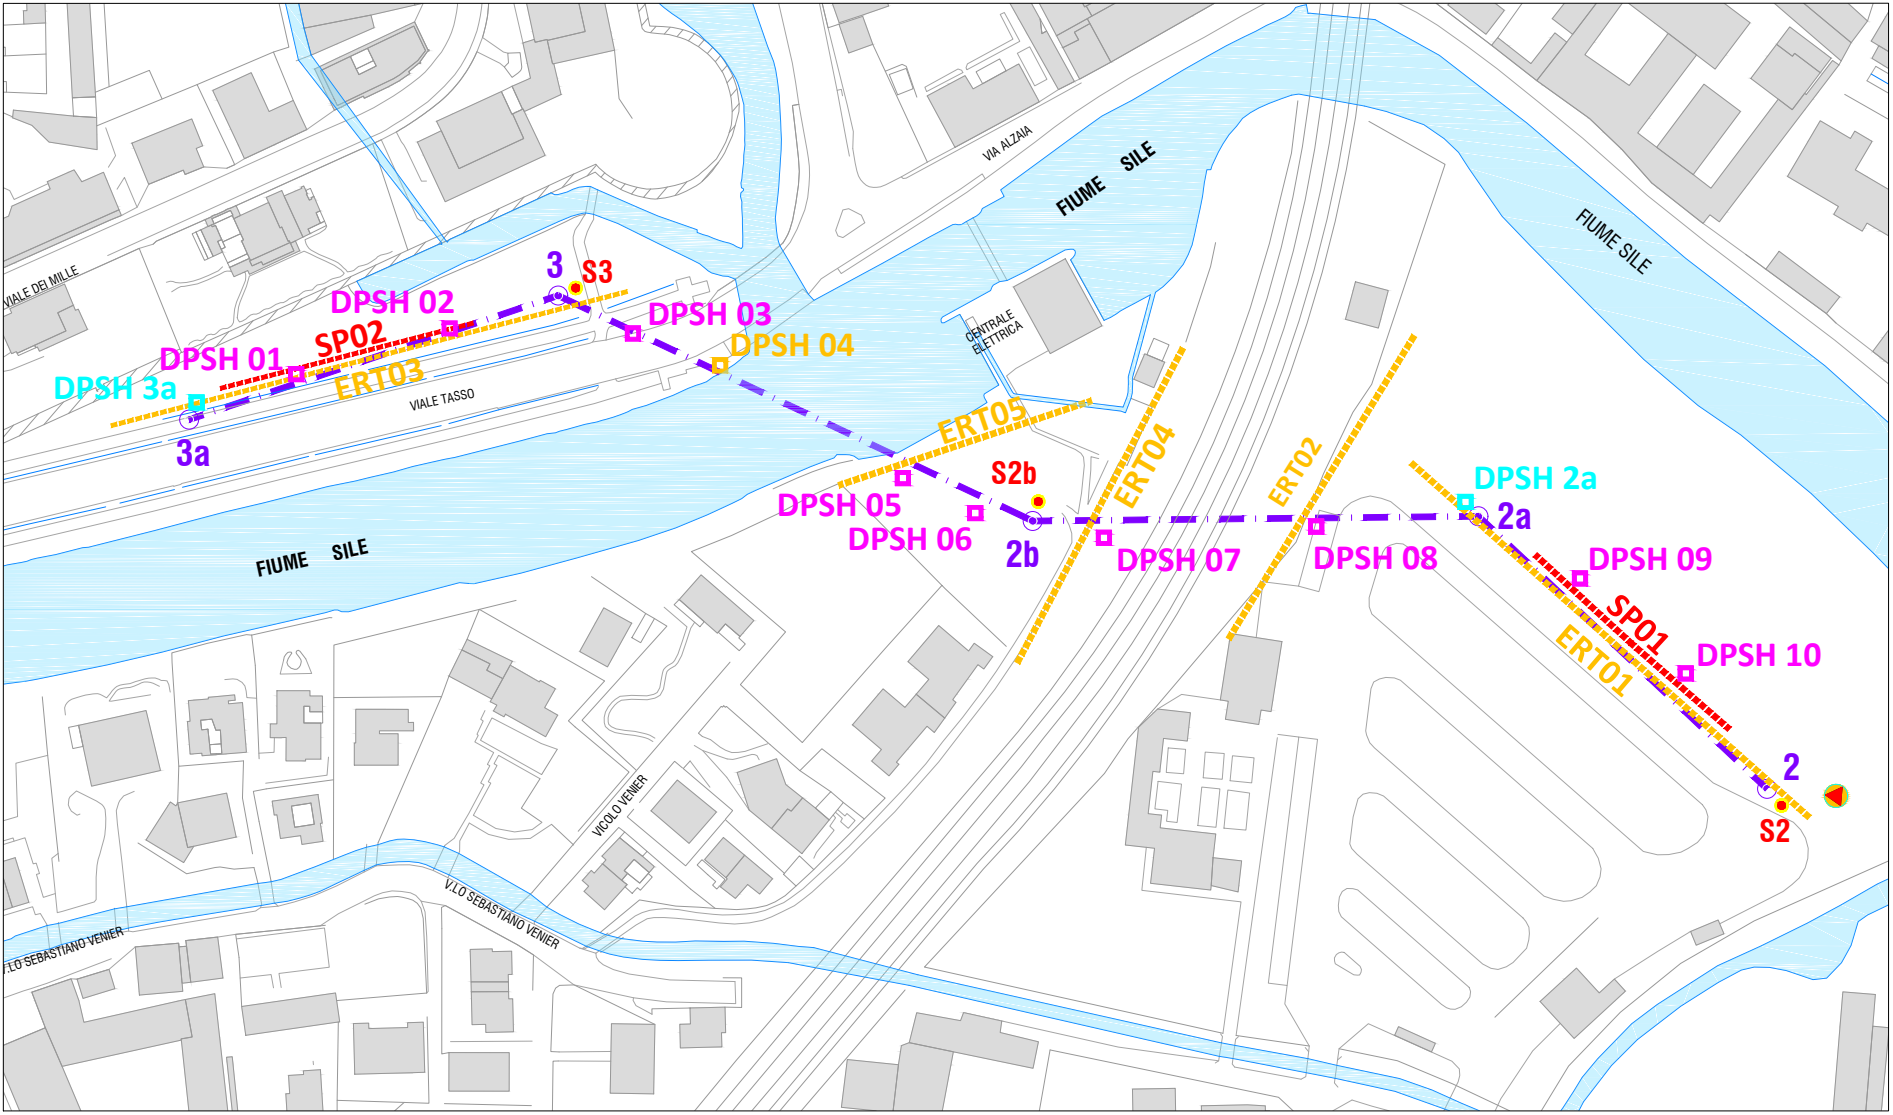 VIA ALZAIA
FIUME SILE
FIUME SILE
VIALE DEI MILLE
3
S3
DPSH 02
DPSH 03
SP02
DPSH 04
DPSH 01
ERT03
DPSH 3a
VIALE TASSO
3a
CENTRALE
ELETTRICA
ERT05
ERT04
ERT02
S2b
DPSH 05
DPSH 06
2b
DPSH 07
DPSH 08
DPSH 2a
2a
DPSH 09
SP01
ERT01
DPSH 10
FIUME SILE
2
S2
VICOLO VENIER
V.LO SEBASTIANO VENIER
V.LO SEBASTIANO VENIER